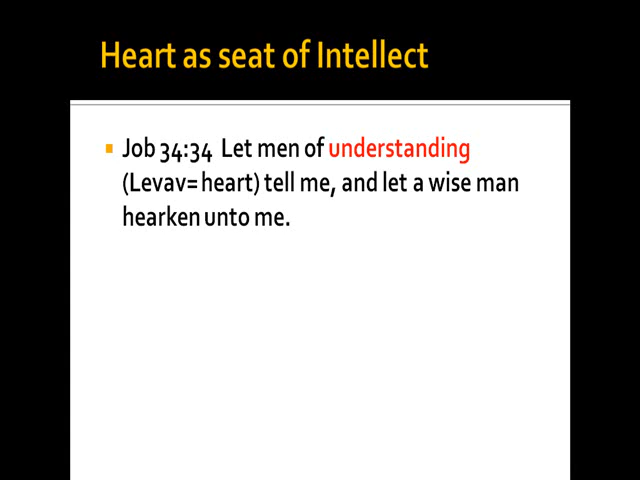 Heart as seat of Intellect
Job 34:34 Let men of understanding
(Levav=heart) tell me, and let a wise man
hearken unto me.